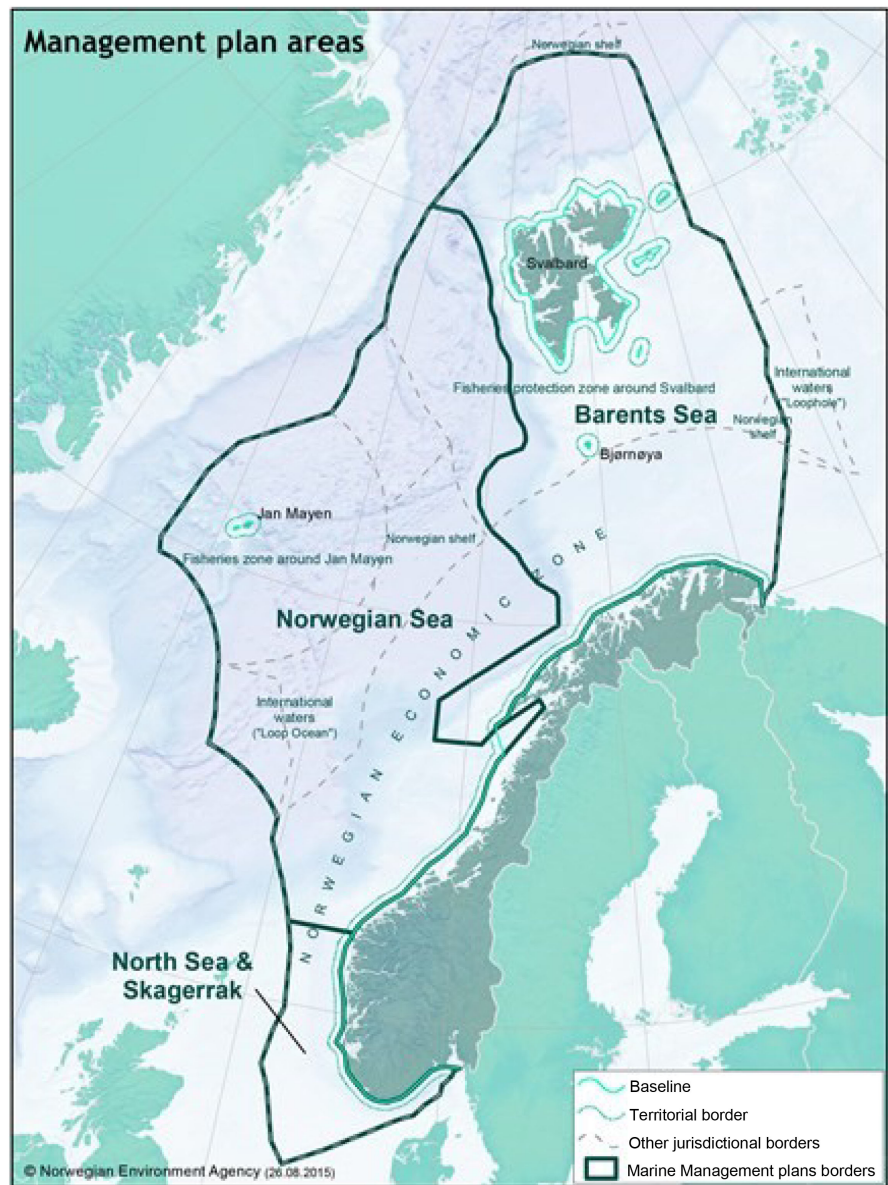 Management plan areas
Norwegian shelf
Svalbard
Fisheries protection zone around Svalbard
International
waters
("Loophole")
Barents Sea
Norwegian
shelf
Bjørnøya
Jan Mayen
Norwegian shelf
Fisheries zone around Jan Mayen
Norwegian Sea
NORWEGIAN ECONOMIC ZONE
International
waters
("Loop Ocean")
North Sea &
Skagerrak
Baseline
Territorial border
Other jurisdictional borders
Marine Management plans borders
© Norwegian Environment Agency (26.08.2015)